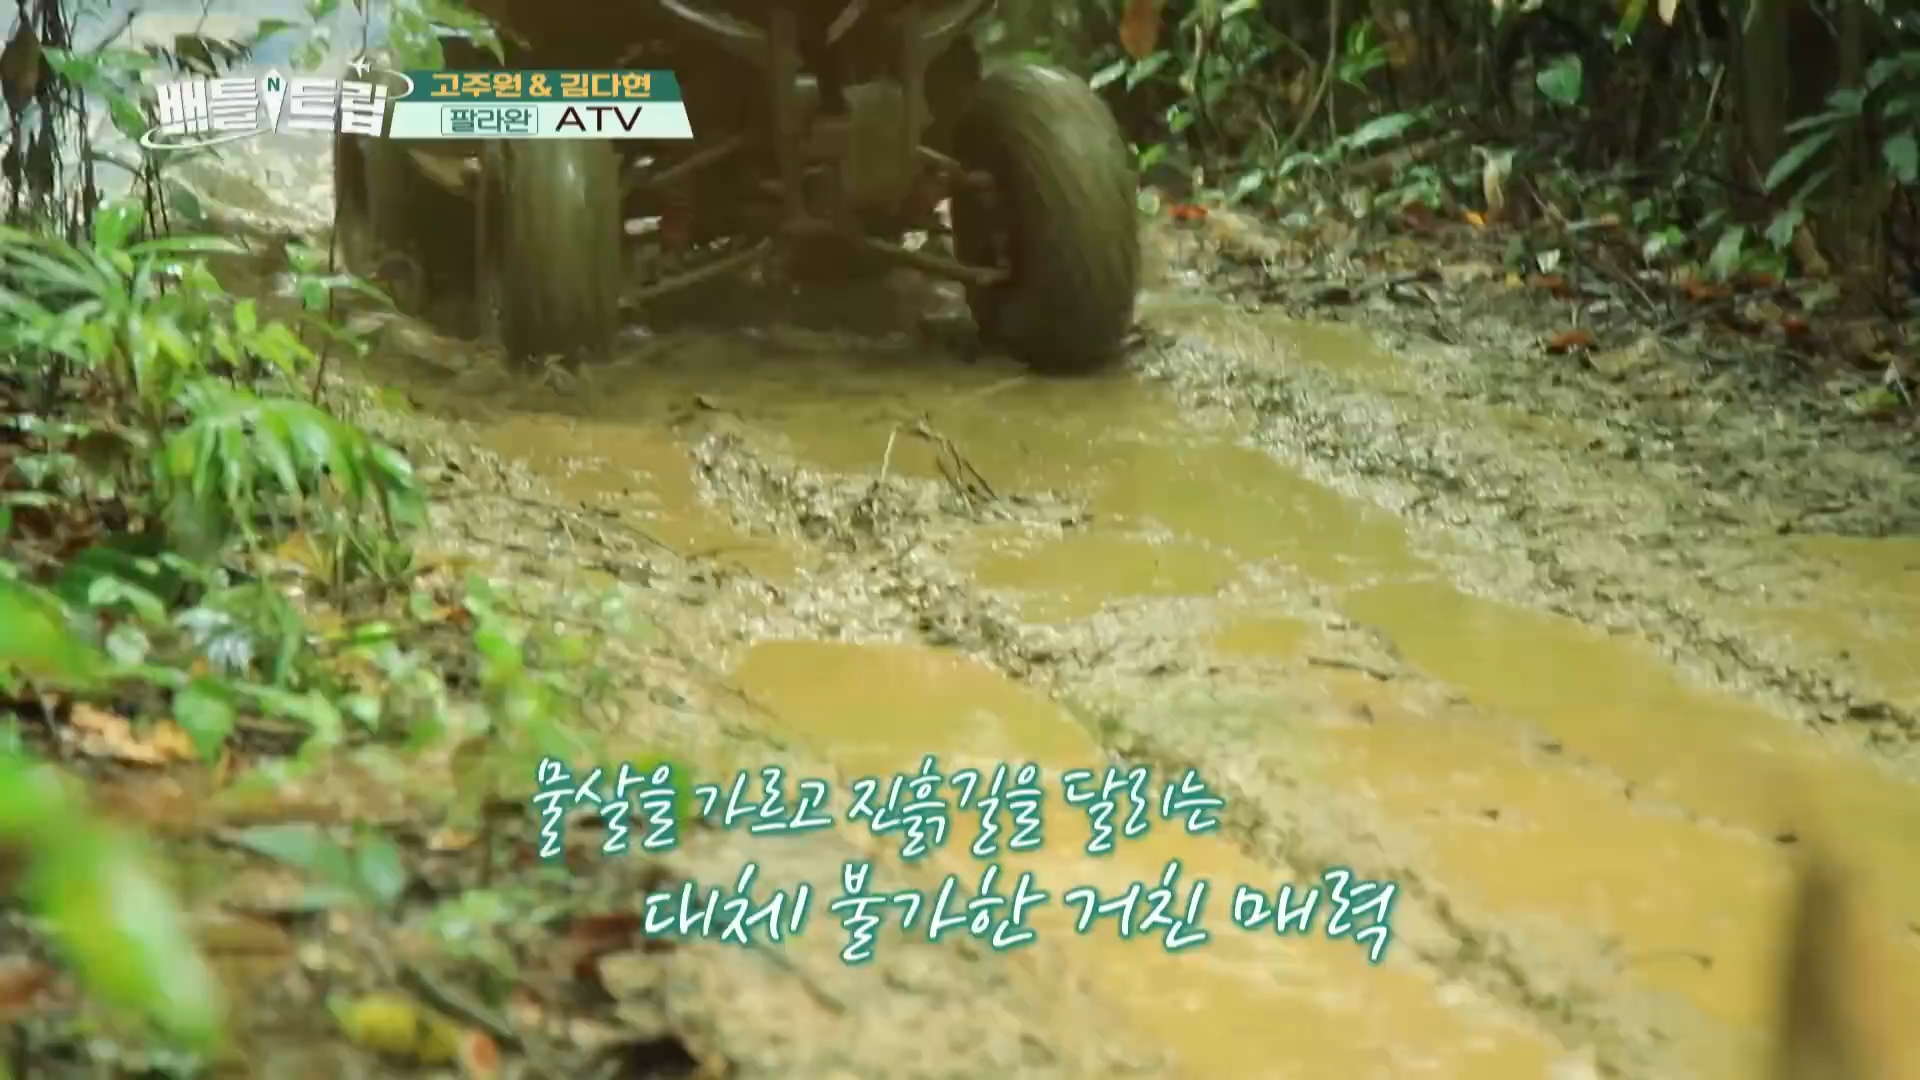 배틀트립
고주원 & 김다현
팔라완 ATV
물살을 가르고 진흙길을 달리는
대체 불가한 거친 매력